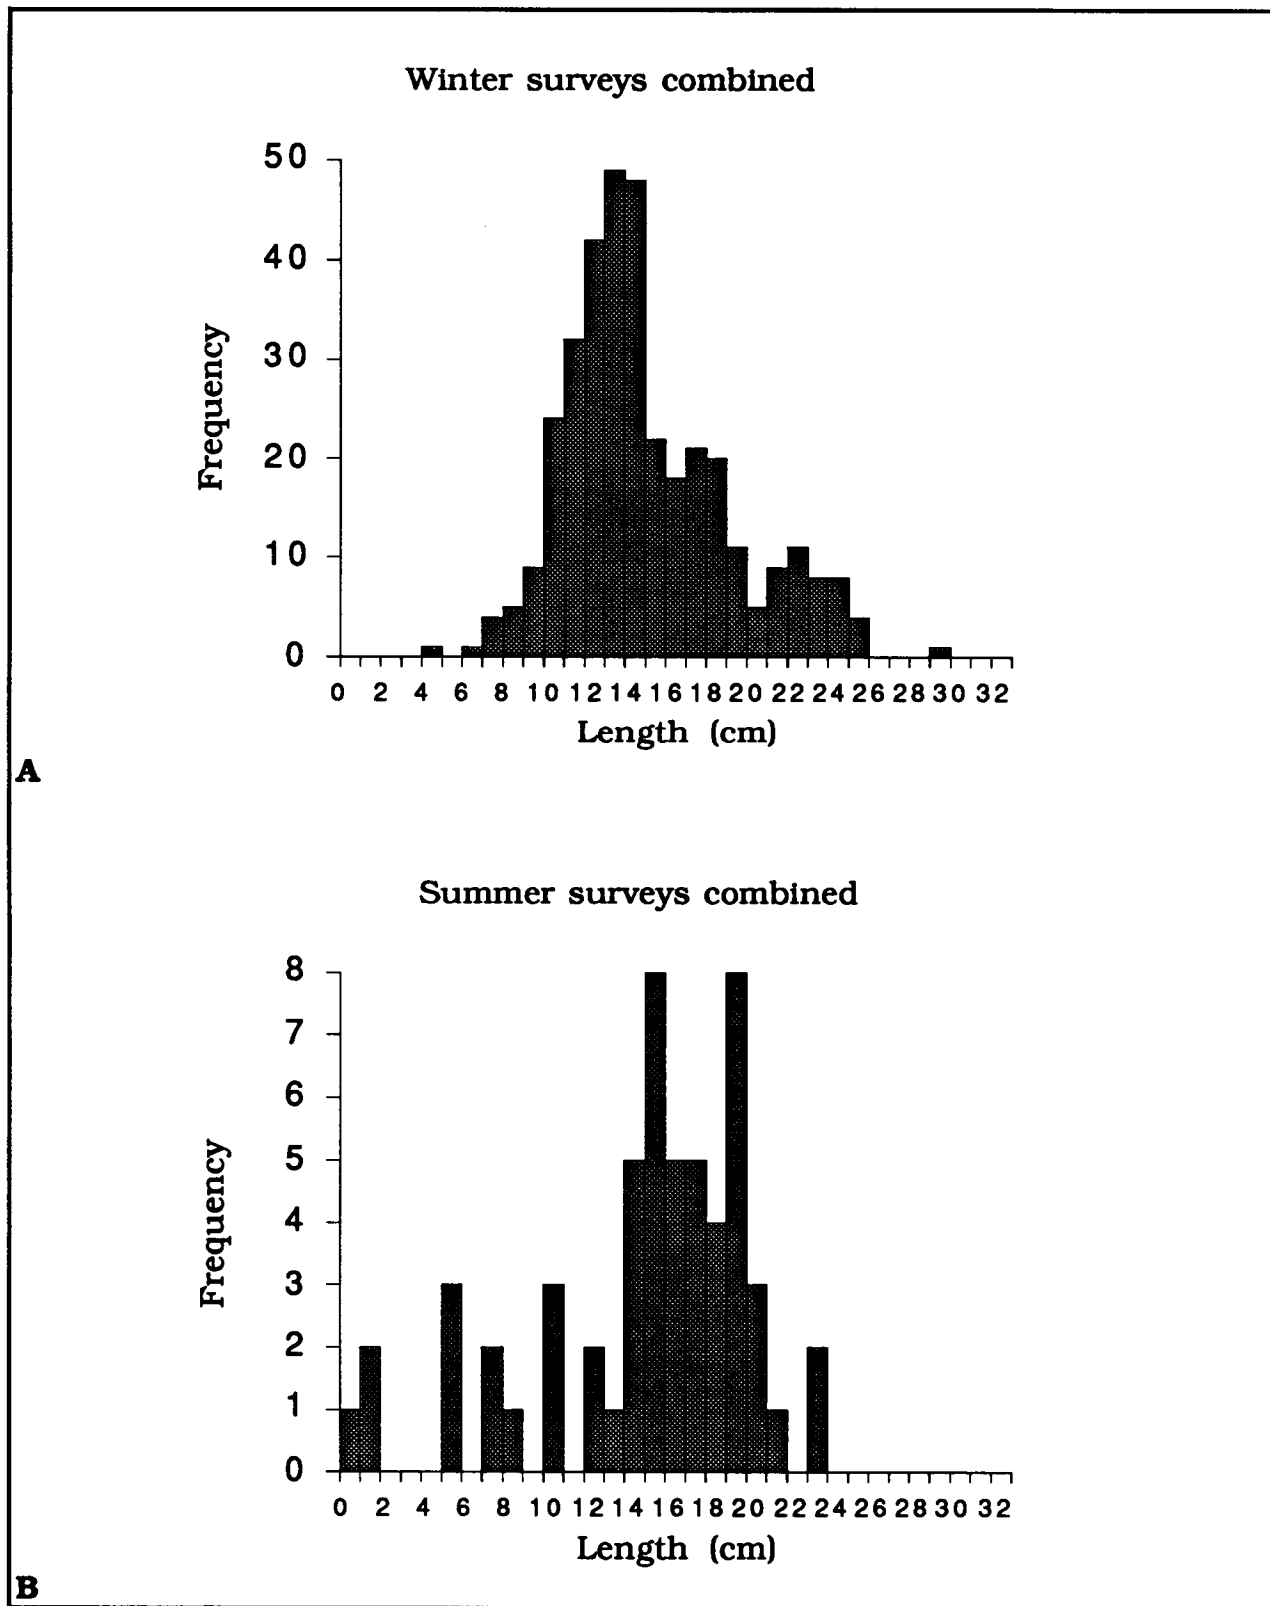 Winter surveys combined
50
40
30
20
10
0
Frequency
0 2 4 6 8 10 12 14 16 18 20 22 24 26 28 30 32
Length (cm)
A
Summer surveys combined
8
7
6
5
4
3
2
1
0
Frequency
0 2 4 6 8 10 12 14 16 18 20 22 24 26 28 30 32
Length (cm)
B